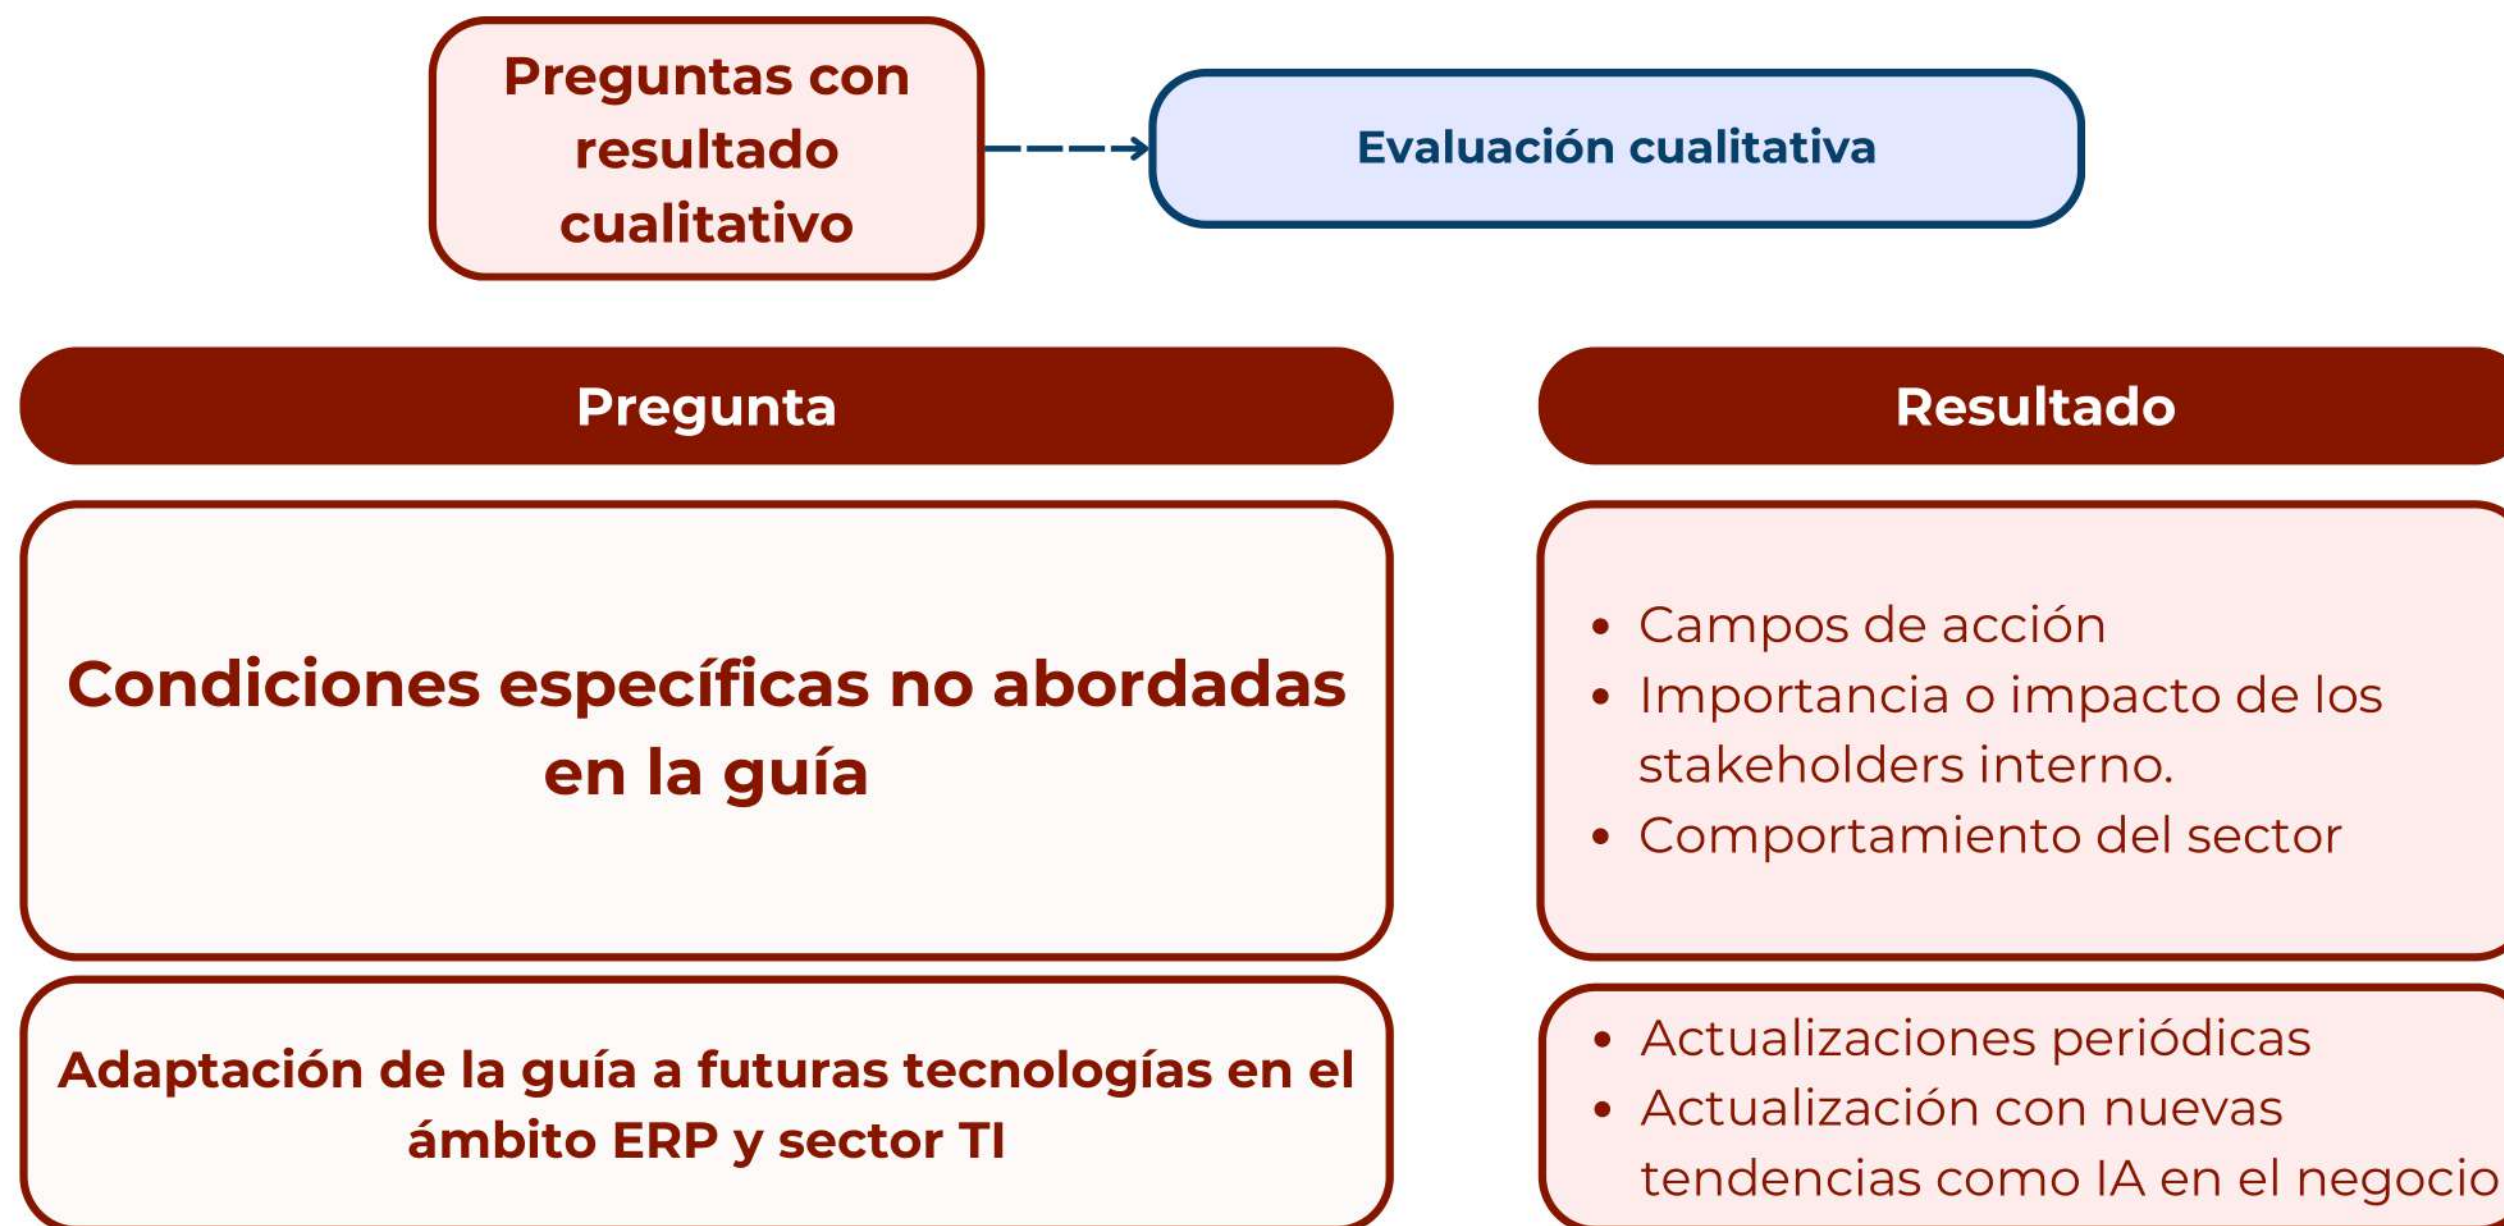 Preguntas con
resultado
cualitativo
Evaluación cualitativa
Pregunta
Resultado
Condiciones específicas no abordadas
en la guía
• Campos de acción
• Importancia o impacto de los
stakeholders interno.
• Comportamiento del sector
Adaptación de la guía a futuras tecnologías en el
ámbito ERP y sector TI
• Actualizaciones periódicas
• Actualización con nuevas
tendencias como IA en el negocio